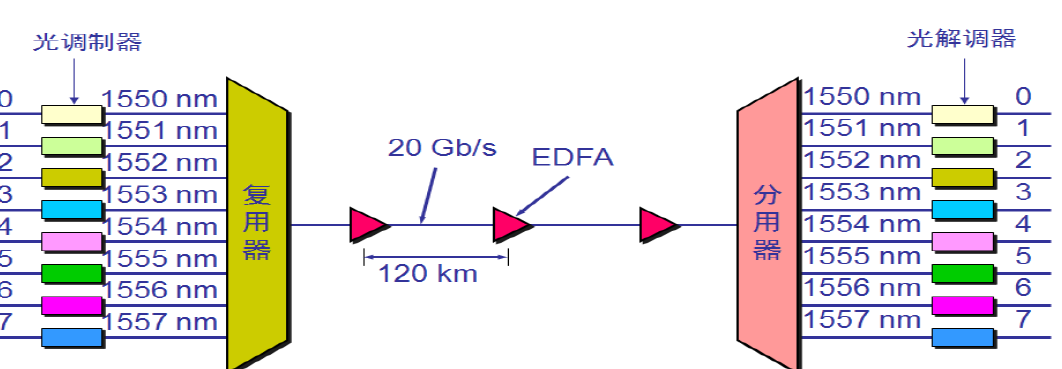 光调制器
光解调器
0 1550 nm
1 1551 nm
2 1552 nm
3 1553 nm
4 1554 nm
5 1555 nm
6 1556 nm
7 1557 nm
复用器
20 Gb/s
EDFA
120 km
分用器
1550 nm 0
1551 nm 1
1552 nm 2
1553 nm 3
1554 nm 4
1555 nm 5
1556 nm 6
1557 nm 7